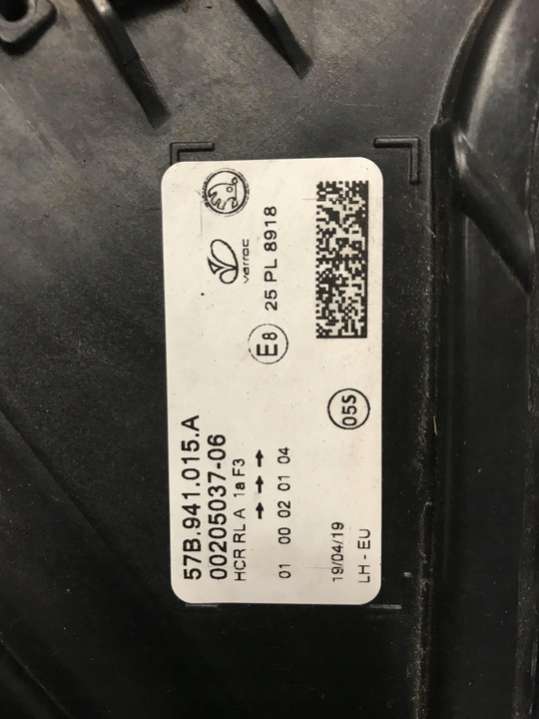 57B.941.015.A
00205037-06
HCR RL A 1a F3
→ → →
01 00 02 01 04
19/04/19
LH - EU
varroc
E8
25 PL 8918
05S